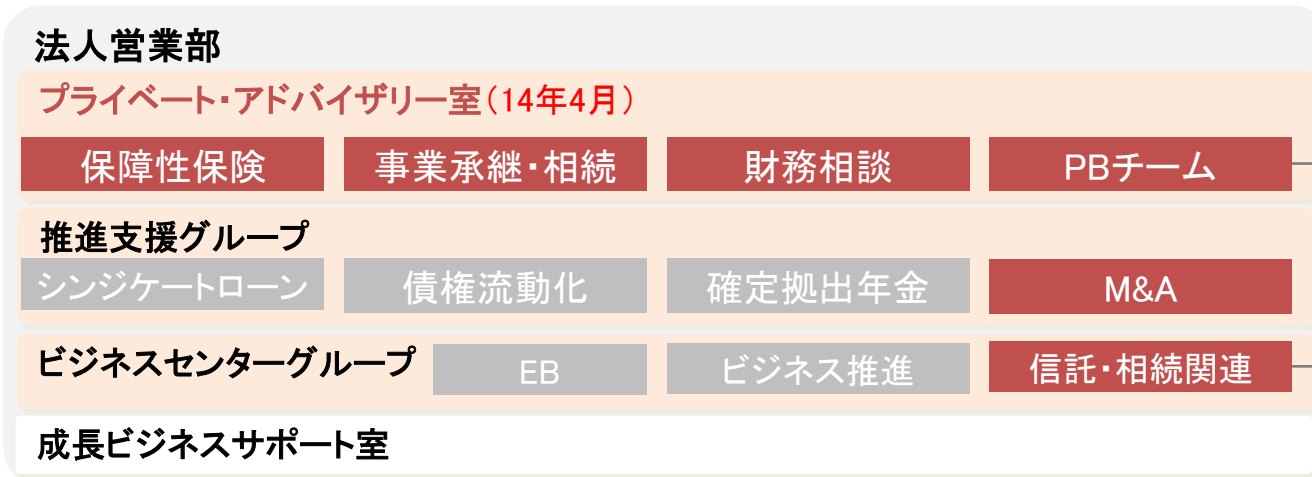 法人営業部
プライベート・アドバイザリー室(14年4月)
保障性保険 事業承継・相続 財務相談 PBチーム
推進支援グループ
シンジケートローン 債権流動化 確定拠出年金 M&A
ビジネスセンターグループ EB ビジネス推進 信託・相続関連
成長ビジネスサポート室